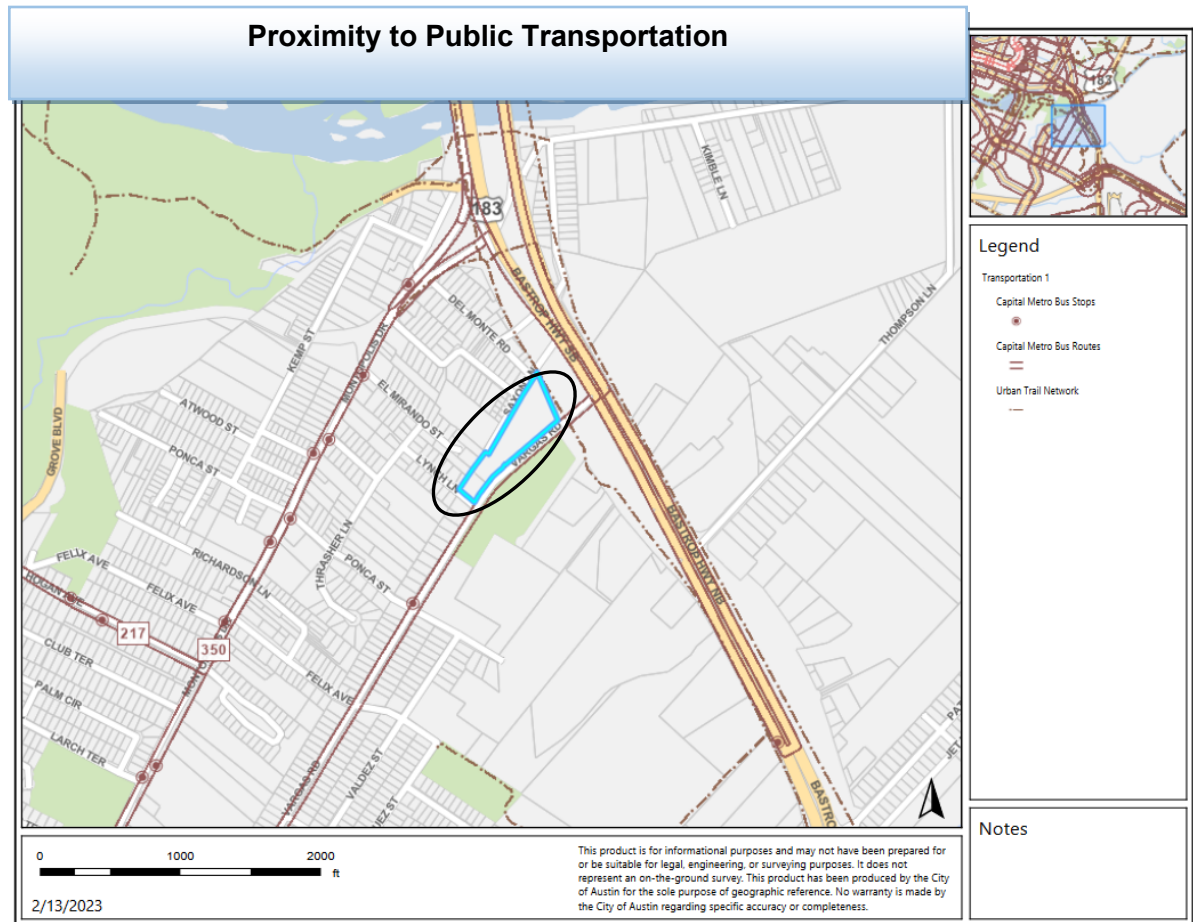 Proximity to Public Transportation
183
183
KIMBLE LN
THOMPSON LN
BASTROP HWY SB
DEL MONTE RD
SAXON LN
VARGAS RD
MONTOPOLIS DR
KEMP ST
EL MIRANDO ST
LYNCH LN
ATWOOD ST
PONCA ST
GROVE BLVD
THRASHER LN
PONCA ST
RICHARDSON LN
FELIX AVE
FELIX AVE
HOGAN AVE
217
350
CLUB TER
PALM CIR
LARCH TER
FELIX AVE
VARGAS RD
VALDEZ ST
BASTROP HWY NB
Legend
Transportation 1
Capital Metro Bus Stops
Capital Metro Bus Routes
Urban Trail Network
Notes
0 1000 2000
ft
2/13/2023
This product is for informational purposes and may not have been prepared for
or be suitable for legal, engineering, or surveying purposes. It does not
represent an on-the-ground survey. This product has been produced by the City
of Austin for the sole purpose of geographic reference. No warranty is made by
the City of Austin regarding specific accuracy or completeness.